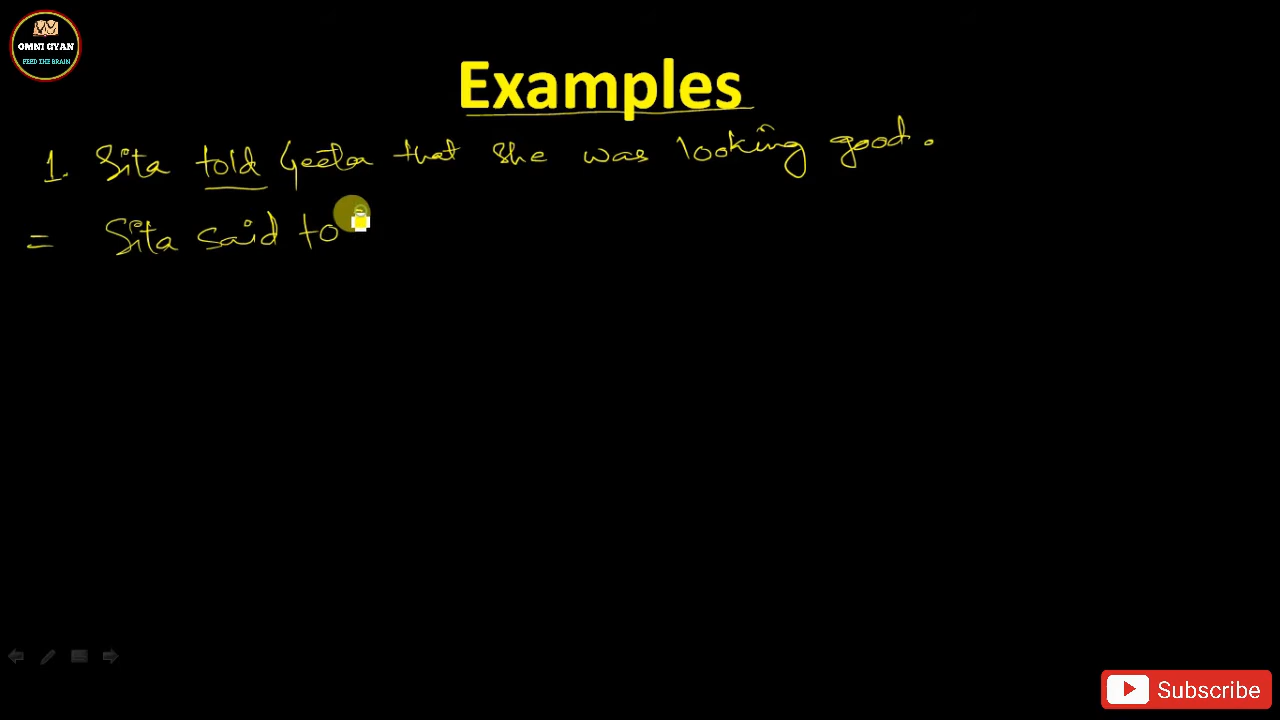 OMNI GYAN
FEED THE BRAIN
Examples
1. Sita told Geeta that she was looking good.
= Sita said to
Subscribe